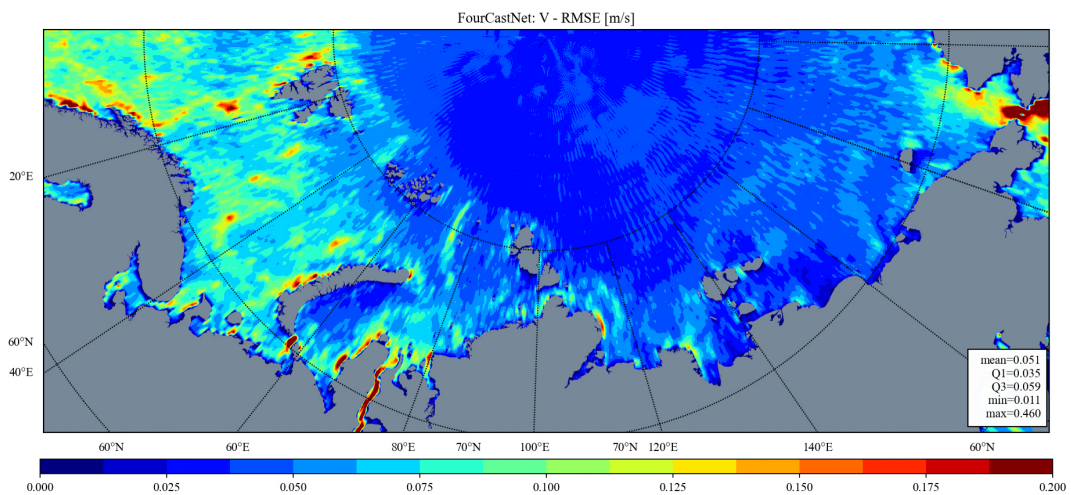 FourCastNet: V - RMSE [m/s]
20°E
60°N
40°E
mean=0.051
Q1=0.035
Q3=0.059
min=0.011
max=0.460
60°N 60°E 80°E 70°N 100°E 70°N 120°E 140°E 60°N
0.000 0.025 0.050 0.075 0.100 0.125 0.150 0.175 0.200